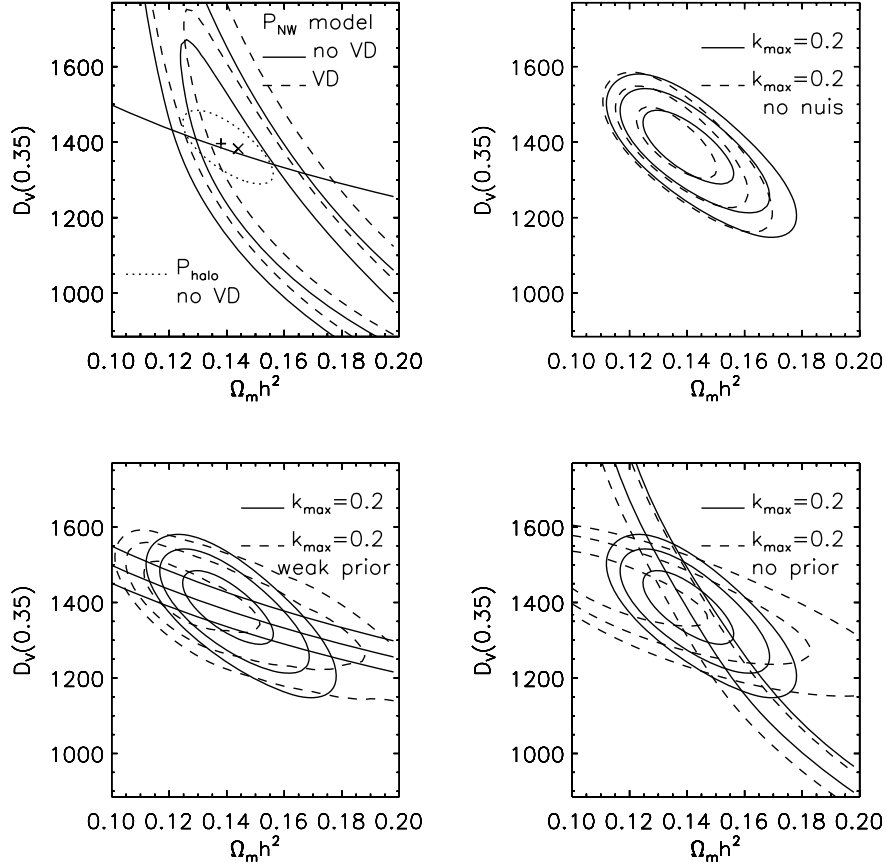 P_NW model
no VD
VD
P_halo
no VD
1600
1400
1200
1000
D_V(0.35)
0.10 0.12 0.14 0.16 0.18 0.20
Ω_m h²
k_max=0.2
k_max=0.2
no nuis
1600
1400
1200
1000
D_V(0.35)
0.10 0.12 0.14 0.16 0.18 0.20
Ω_m h²
k_max=0.2
k_max=0.2
weak prior
1600
1400
1200
1000
D_V(0.35)
0.10 0.12 0.14 0.16 0.18 0.20
Ω_m h²
k_max=0.2
k_max=0.2
no prior
1600
1400
1200
1000
D_V(0.35)
0.10 0.12 0.14 0.16 0.18 0.20
Ω_m h²